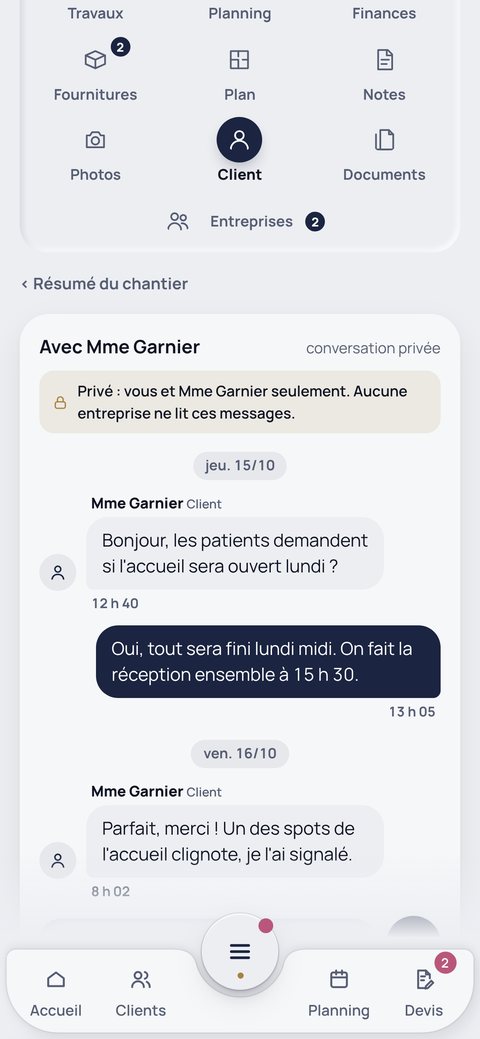 Travaux
Planning
Finances
2
Fournitures
Plan
Notes
Photos
Client
Documents
Entreprises 2
‹ Résumé du chantier
Avec Mme Garnier
conversation privée
Privé : vous et Mme Garnier seulement. Aucune
entreprise ne lit ces messages.
jeu. 15/10
Mme Garnier Client
Bonjour, les patients demandent
si l'accueil sera ouvert lundi ?
12 h 40
Oui, tout sera fini lundi midi. On fait la
réception ensemble à 15 h 30.
13 h 05
ven. 16/10
Mme Garnier Client
Parfait, merci ! Un des spots de
l'accueil clignote, je l'ai signalé.
8 h 02
Accueil
Clients
Planning
2
Devis